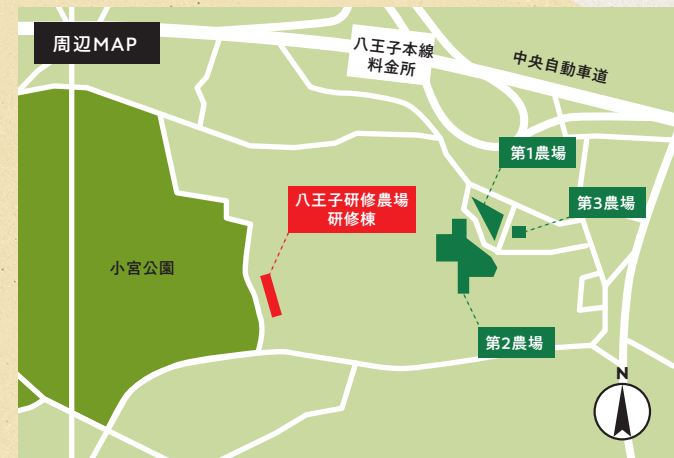 周辺MAP
八王子本線
料金所
中央自動車道
第1農場
第3農場
八王子研修農場
研修棟
小宮公園
第2農場
N